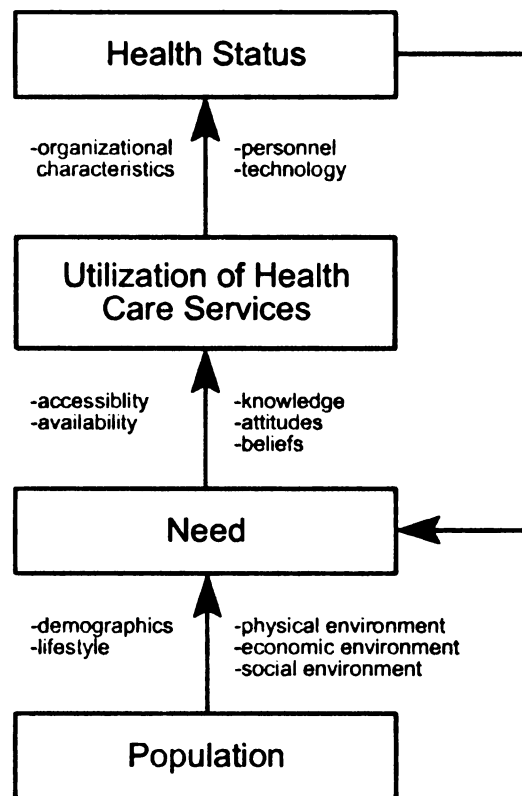 Health Status
-organizational
characteristics
-personnel
-technology
Utilization of Health
Care Services
-accessiblity
-availability
-knowledge
-attitudes
-beliefs
Need
-demographics
-lifestyle
-physical environment
-economic environment
-social environment
Population